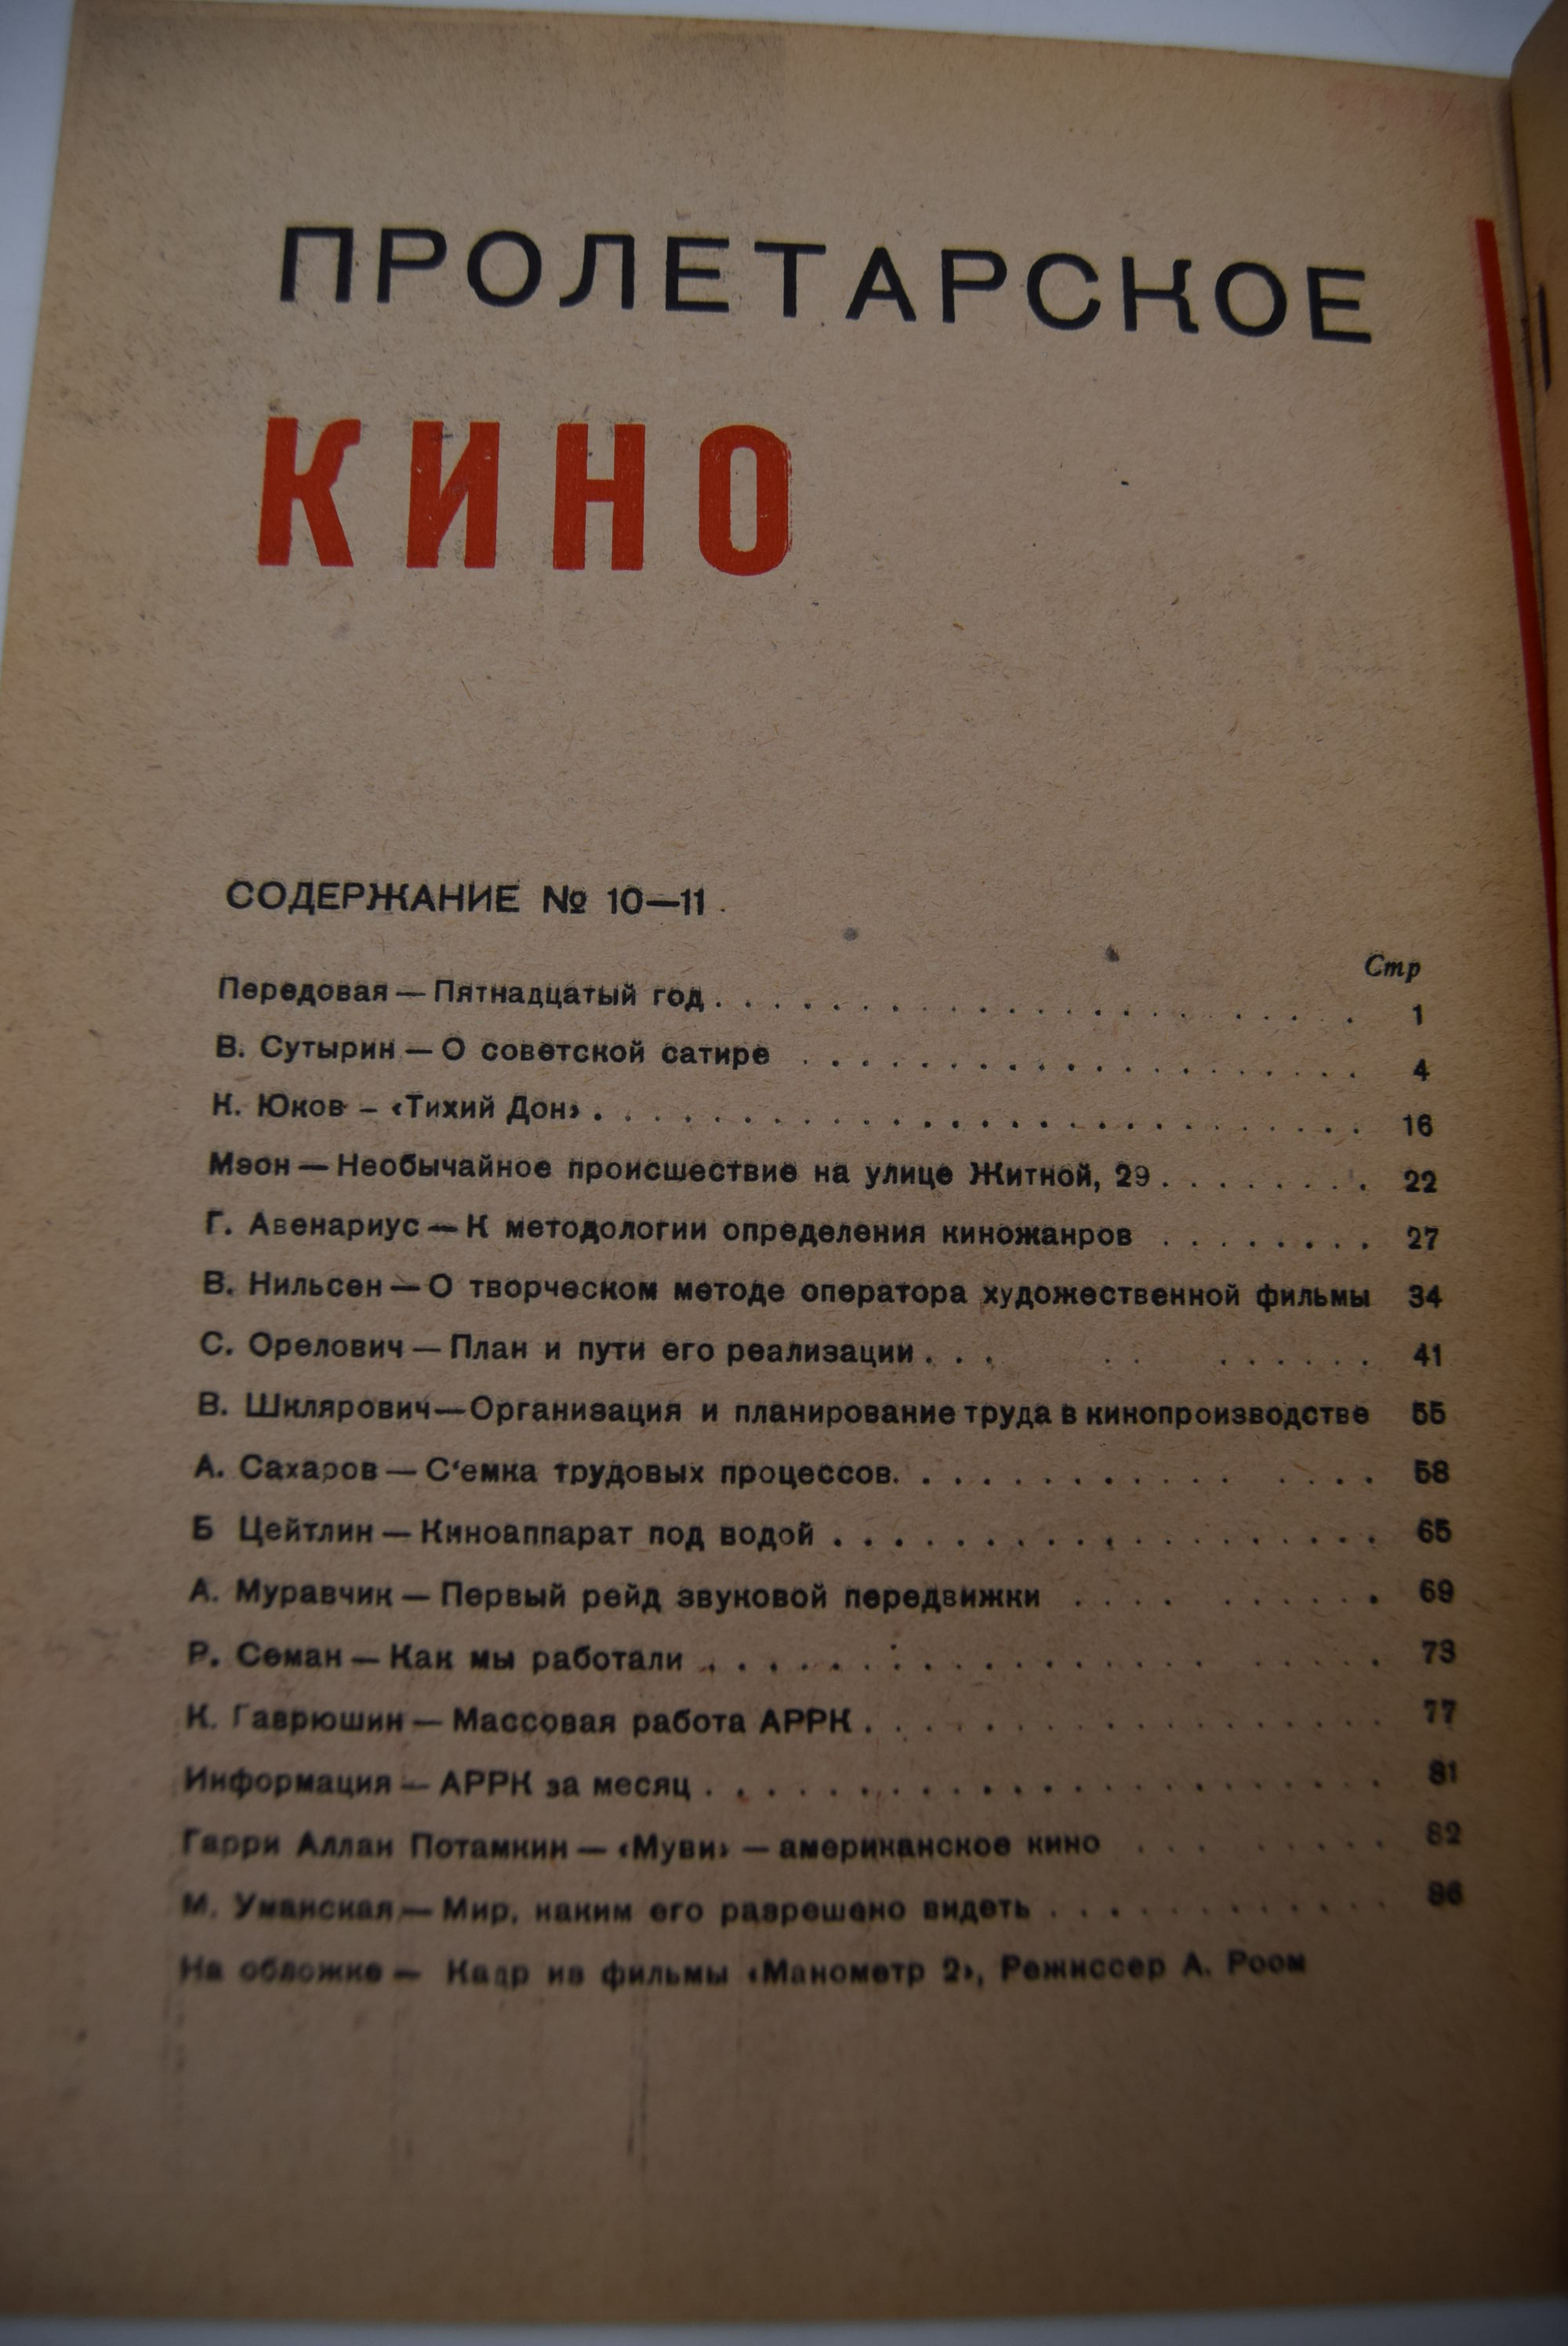 ПРОЛЕТАРСКОЕ
КИНО
СОДЕРЖАНИЕ № 10—11.
Стр
Передовая — Пятнадцатый год . . . . . . . . . . . . . . . . . . . . . . 1
В. Сутырин — О советской сатире . . . . . . . . . . . . . . . . . . . 4
К. Юков – «Тихий Дон» . . . . . . . . . . . . . . . . . . . . . . . . . . 16
Мэон — Необычайное происшествие на улице Житной, 29 . . . . . . . . 22
Г. Авенариус — К методологии определения киножанров . . . . . . . . 27
В. Нильсен — О творческом методе оператора художественной фильмы 34
С. Орелович — План и пути его реализации . . . . . . . . . . . 41
В. Шклярович—Организация и планирование труда в кинопроизводстве 55
А. Сахаров — С'емка трудовых процессов. . . . . . . . . . . . . . . . 58
Б Цейтлин — Киноаппарат под водой . . . . . . . . . . . . . . . . . . . 65
А. Муравчик — Первый рейд звуковой передвижки . . . . . . . . . . 69
Р. Семан — Как мы работали . . . . . . . . . . . . . . . . . . . . . . 73
К. Гаврюшин — Массовая работа АРРК . . . . . . . . . . . . . . . . . . 77
Информация — АРРК за месяц . . . . . . . . . . . . . . . . . . . . . . . 81
Гарри Аллан Потамкин — «Муви» — американское кино . . . . . . . . 82
М. Уманская — Мир, каким его разрешено видеть . . . . . . . . . . . . 86
На обложке — Кадр из фильмы «Манометр 2», Режиссер А. Роом